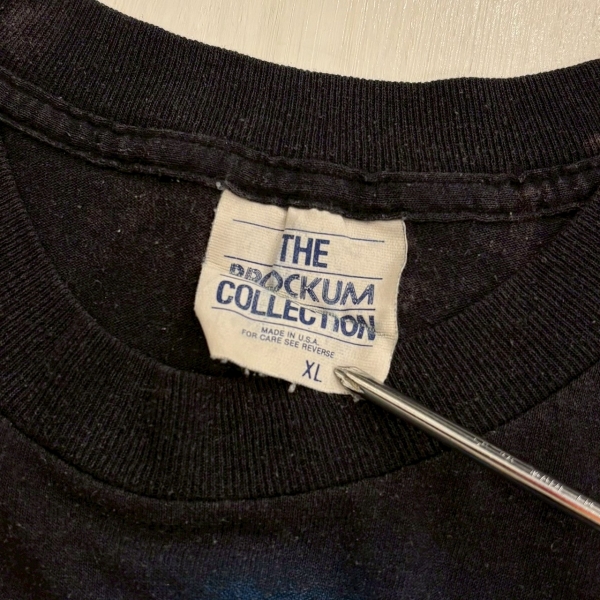 THE
BROCKUM
COLLECTION
MADE IN U.S.A.
FOR CARE SEE REVERSE
XL